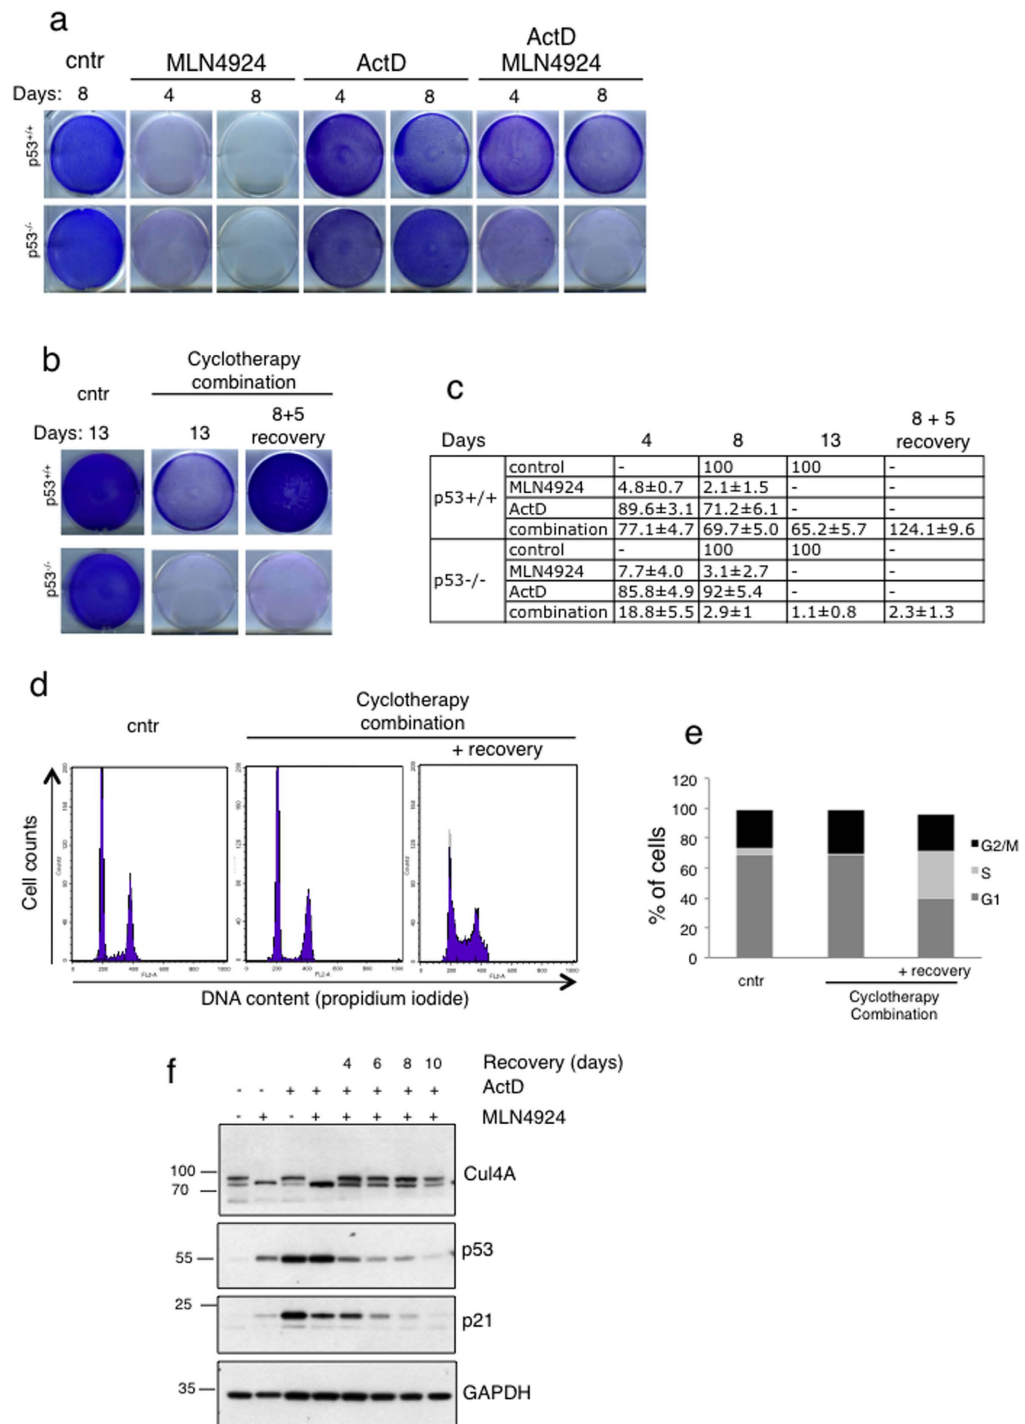 a
cntr
MLN4924
ActD
ActD
MLN4924
Days: 8 4 8 4 8 4 8
p53+/+
p53-/-
b
cntr
Cyclotherapy
combination
Days: 13 13 8+5
recovery
p53+/+
p53-/-
c
Days 4 8 13 8 + 5
recovery
p53+/+
control - 100 100 -
MLN4924 4.8±0.7 2.1±1.5 - -
ActD 89.6±3.1 71.2±6.1 - -
combination 77.1±4.7 69.7±5.0 65.2±5.7 124.1±9.6
p53-/-
control - 100 100 -
MLN4924 7.7±4.0 3.1±2.7 - -
ActD 85.8±4.9 92±5.4 - -
combination 18.8±5.5 2.9±1 1.1±0.8 2.3±1.3
d
cntr
Cyclotherapy
combination
+ recovery
Cell counts
DNA content (propidium iodide)
e
120
100
80
60
40
20
0
% of cells
G2/M
S
G1
cntr
+ recovery
Cyclotherapy
Combination
f
4 6 8 10 Recovery (days)
- - + + + + + + ActD
- + - + + + + + MLN4924
100
70
Cul4A
55
p53
25
p21
35
GAPDH